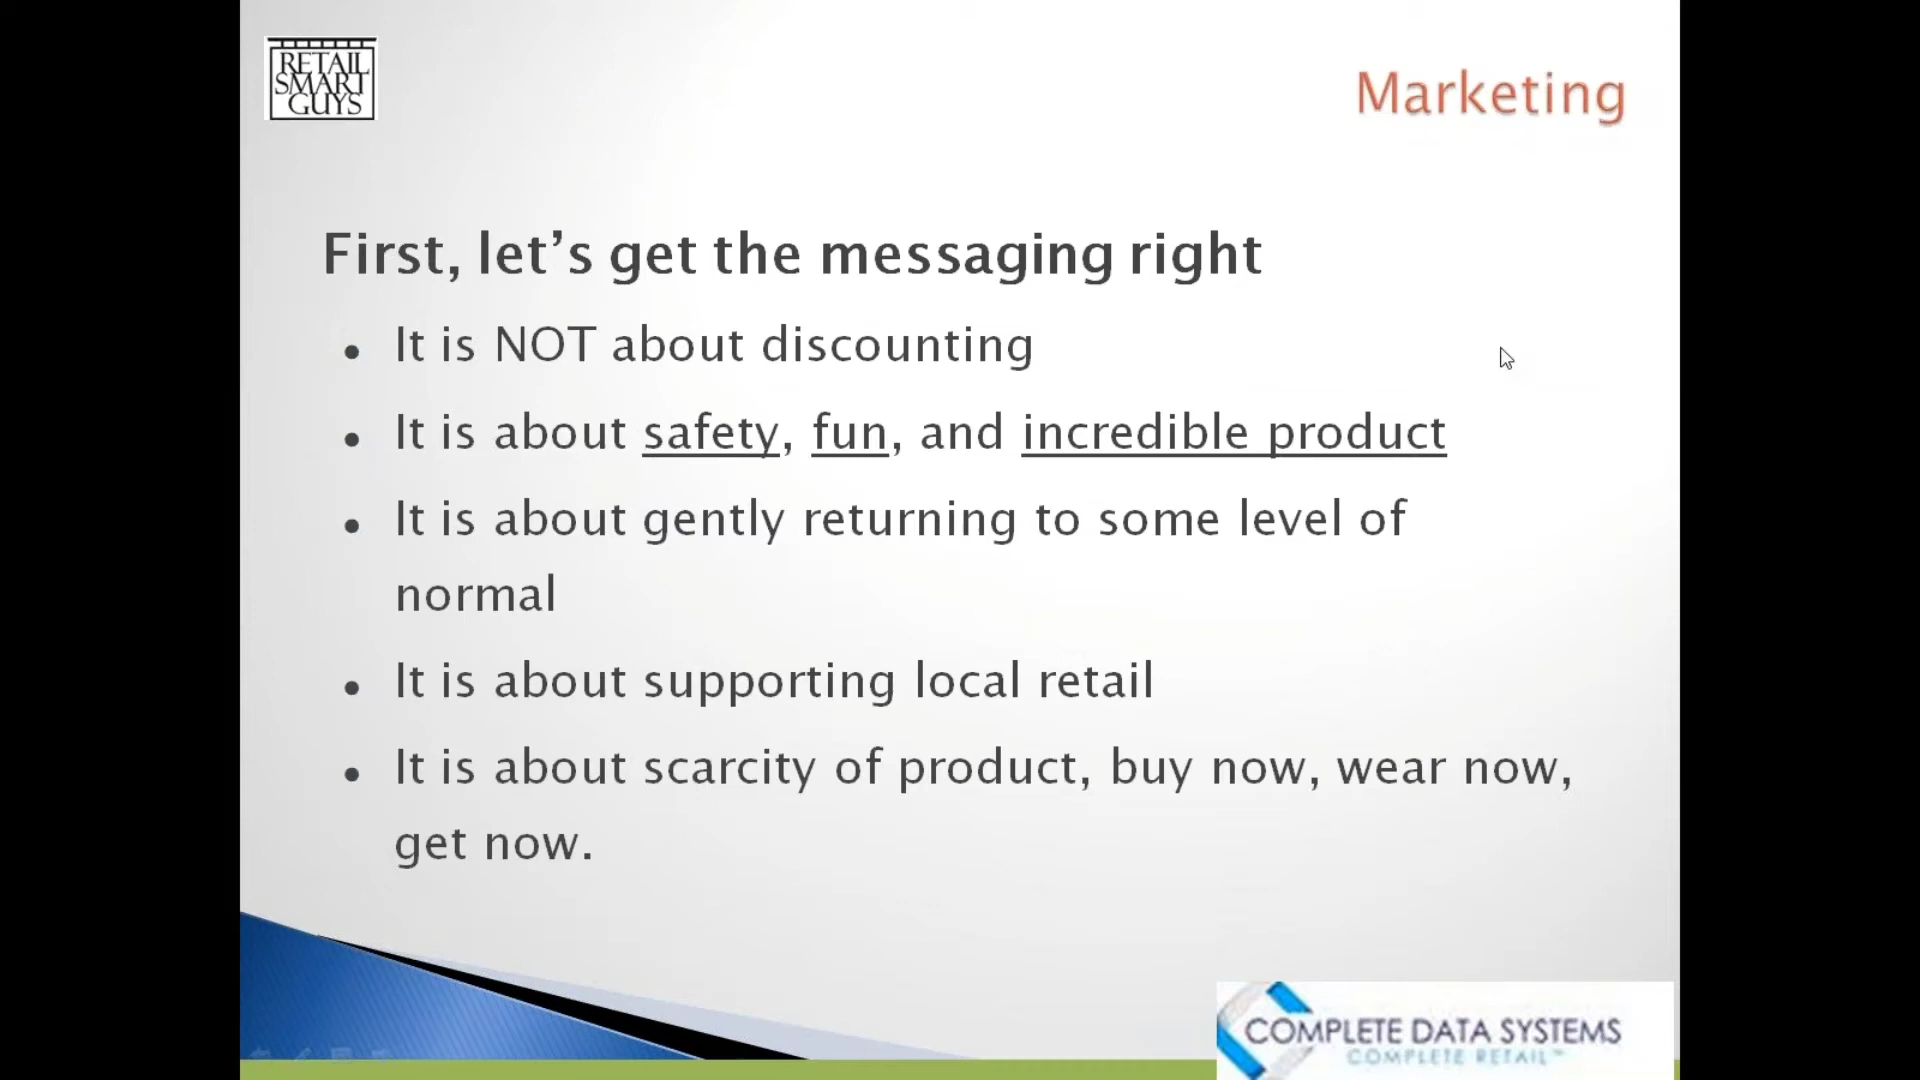 RETAIL
SMART
GUYS
Marketing
First, let’s get the messaging right
• It is NOT about discounting
• It is about safety, fun, and incredible product
• It is about gently returning to some level of
normal
• It is about supporting local retail
• It is about scarcity of product, buy now, wear now,
get now.
COMPLETE DATA SYSTEMS
COMPLETE RETAIL™